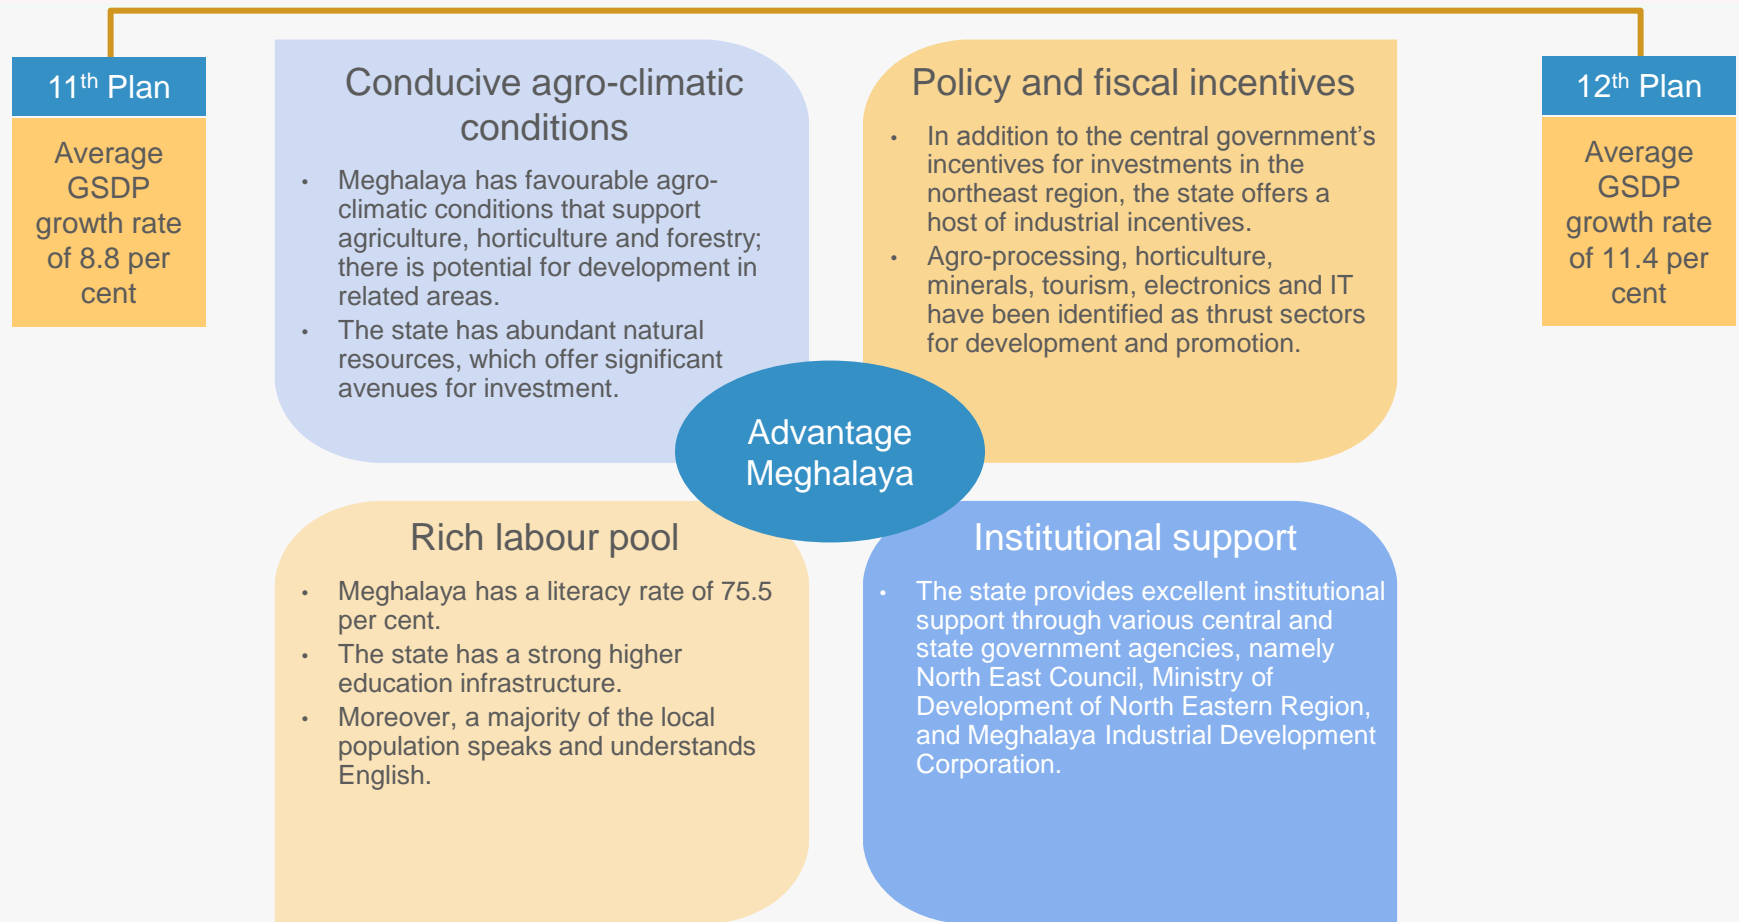 11th Plan
Average
GSDP
growth rate
of 8.8 per
cent
Conducive agro-climatic
conditions
• Meghalaya has favourable agro-
climatic conditions that support
agriculture, horticulture and forestry;
there is potential for development in
related areas.
• The state has abundant natural
resources, which offer significant
avenues for investment.
Policy and fiscal incentives
• In addition to the central government’s
incentives for investments in the
northeast region, the state offers a
host of industrial incentives.
• Agro-processing, horticulture,
minerals, tourism, electronics and IT
have been identified as thrust sectors
for development and promotion.
12th Plan
Average
GSDP
growth rate
of 11.4 per
cent
Advantage
Meghalaya
Rich labour pool
• Meghalaya has a literacy rate of 75.5
per cent.
• The state has a strong higher
education infrastructure.
• Moreover, a majority of the local
population speaks and understands
English.
Institutional support
• The state provides excellent institutional
support through various central and
state government agencies, namely
North East Council, Ministry of
Development of North Eastern Region,
and Meghalaya Industrial Development
Corporation.